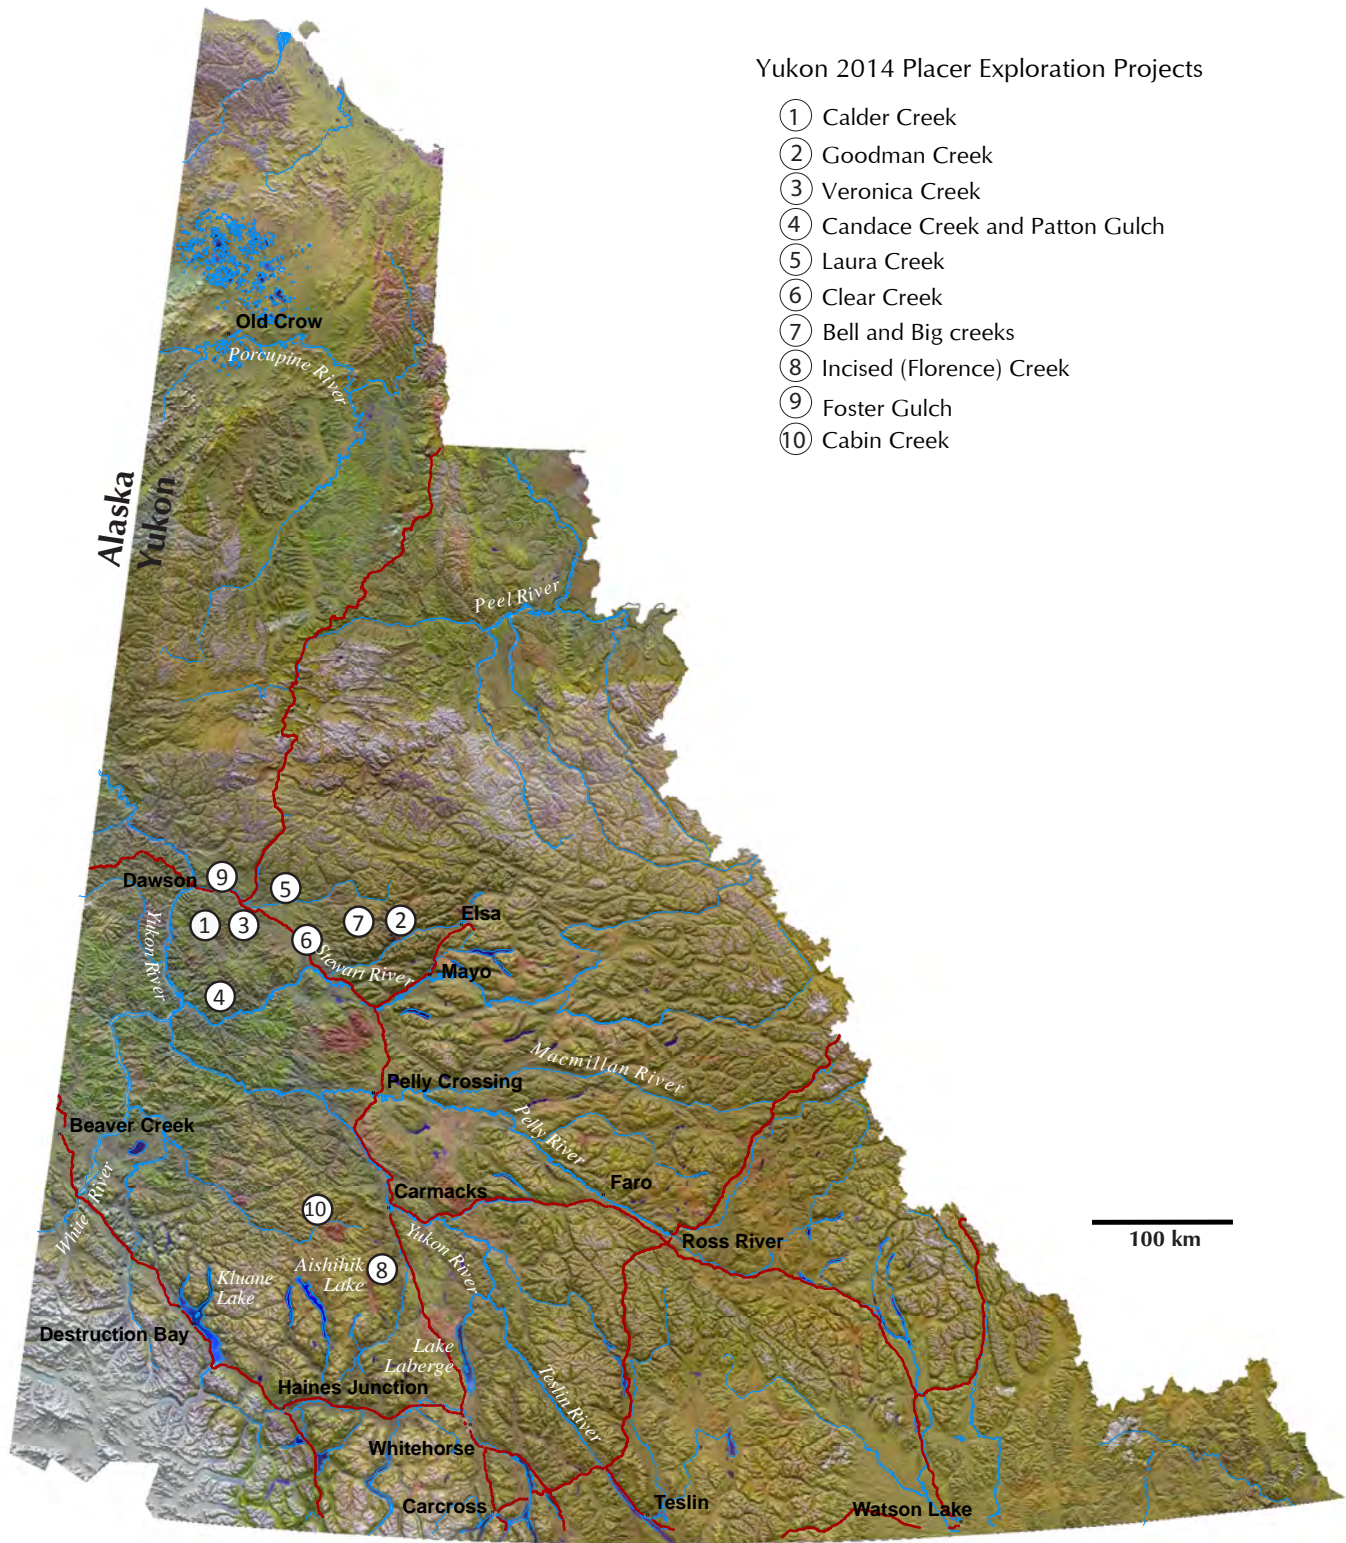 Yukon 2014 Placer Exploration Projects
1 Calder Creek
2 Goodman Creek
3 Veronica Creek
4 Candace Creek and Patton Gulch
5 Laura Creek
6 Clear Creek
7 Bell and Big creeks
8 Incised (Florence) Creek
9 Foster Gulch
10 Cabin Creek
Old Crow
Porcupine River
Alaska
Yukon
Peel River
Dawson
9
5
1
3
7
2
Elsa
6
Yukon River
Stewart River
Mayo
4
Macmillan River
Pelly Crossing
Beaver Creek
Pelly River
Faro
Carmacks
White River
10
Yukon River
Ross River
100 km
Aishihik
Lake
8
Kluane
Lake
Destruction Bay
Lake
Laberge
Teslin River
Haines Junction
Whitehorse
Carcross
Teslin
Watson Lake